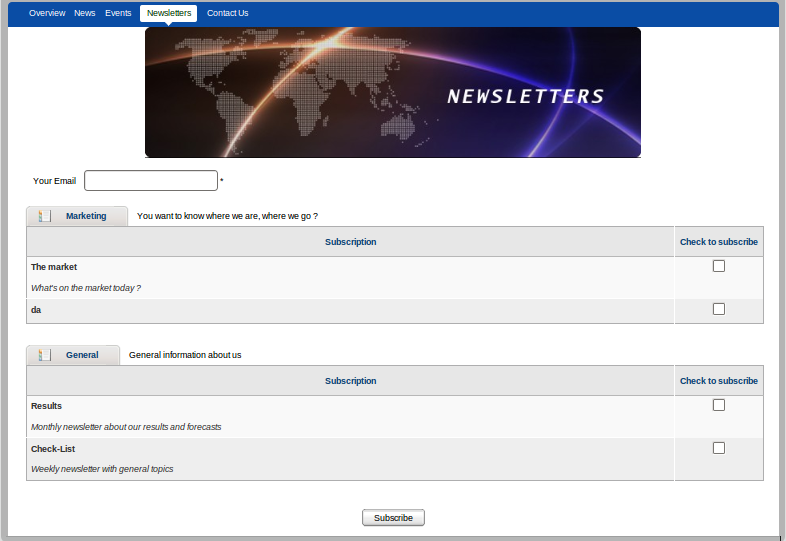 Overview News Events Newsletters Contact Us
NEWSLETTERS
Your Email *
Marketing You want to know where we are, where we go ?
Subscription Check to subscribe
The market
What's on the market today ?
da
General General information about us
Subscription Check to subscribe
Results
Monthly newsletter about our results and forecasts
Check-List
Weekly newsletter with general topics
Subscribe